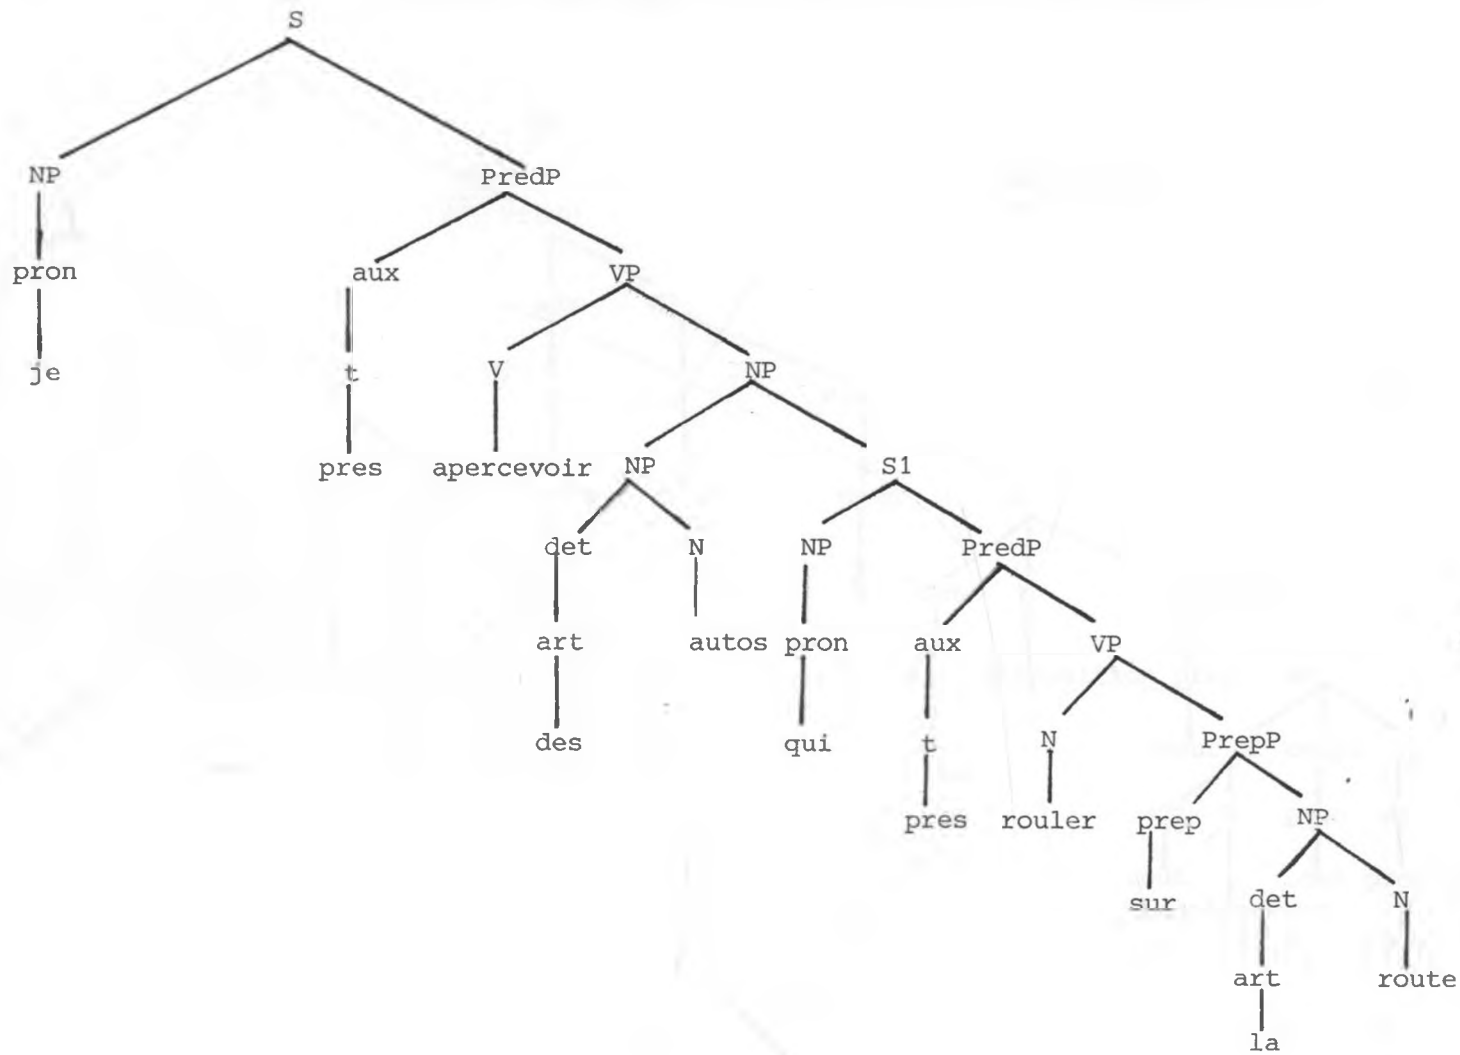 S
NP PredP
pron aux VP
je t V NP
pres apercevoir NP S1
det N NP PredP
art autos pron aux VP
des qui t N PrepP
pres rouler prep NP
sur det N
art route
la